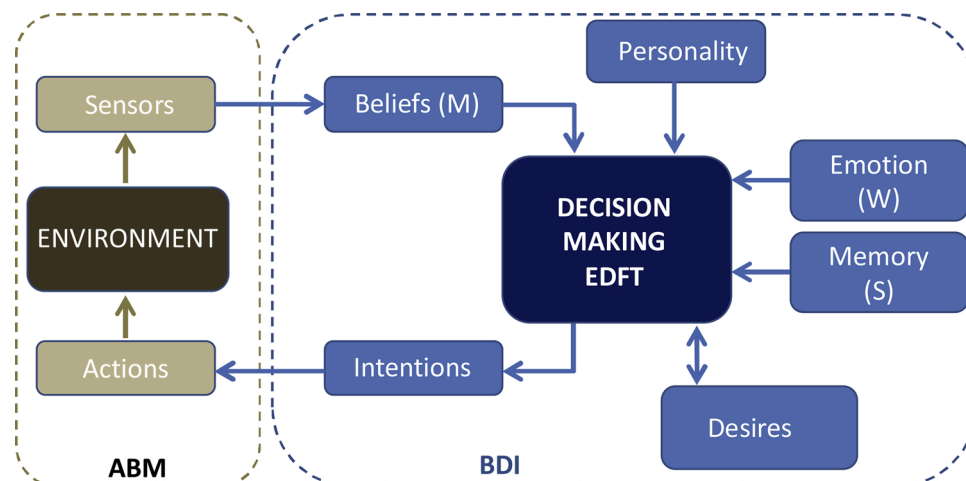 Personality
Sensors
Beliefs (M)
Emotion
(W)
DECISION
MAKING
EDFT
ENVIRONMENT
Memory
(S)
Actions
Intentions
Desires
ABM
BDI